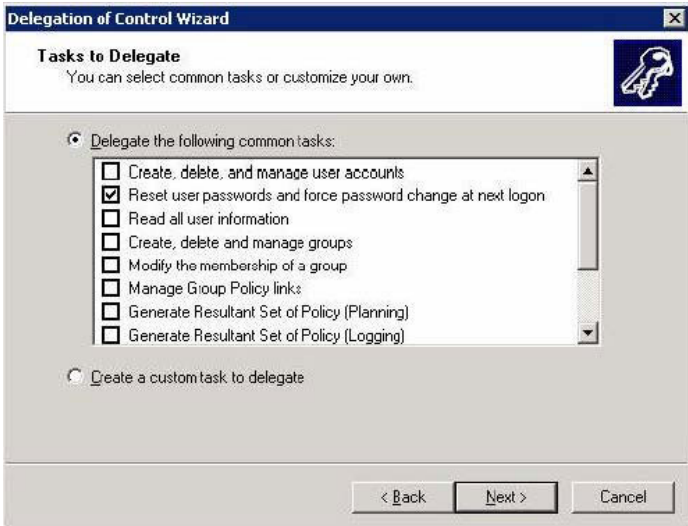 Delegation of Control Wizard
Tasks to Delegate
You can select common tasks or customize your own.
Delegate the following common tasks:
Create, delete, and manage user accounts
Reset user passwords and force password change at next logon
Read all user information
Create, delete and manage groups
Modify the membership of a group
Manage Group Policy links
Generate Resultant Set of Policy (Planning)
Generate Resultant Set of Policy (Logging)
Create a custom task to delegate
< Back
Next >
Cancel